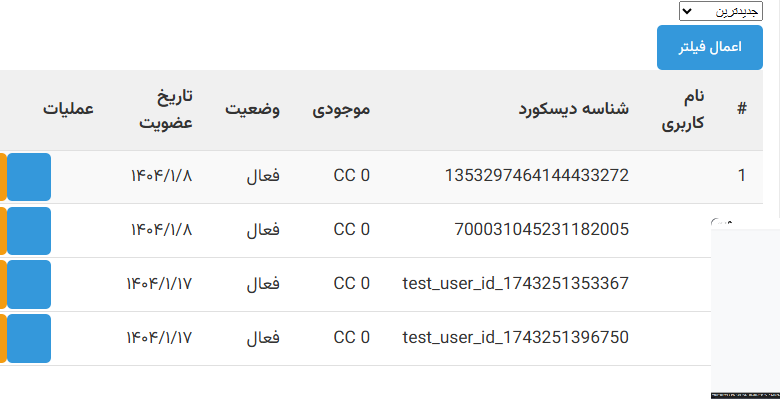 جدیدترین
اعمال فیلتر
# نام کاربری شناسه دیسکورد موجودی وضعیت تاریخ عضویت عملیات
1 1353297464144433272 CC 0 فعال ۱۴۰۴/۱/۸
700031045231182005 CC 0 فعال ۱۴۰۴/۱/۸
test_user_id_1743251353367 CC 0 فعال ۱۴۰۴/۱/۱۷
test_user_id_1743251396750 CC 0 فعال ۱۴۰۴/۱/۱۷